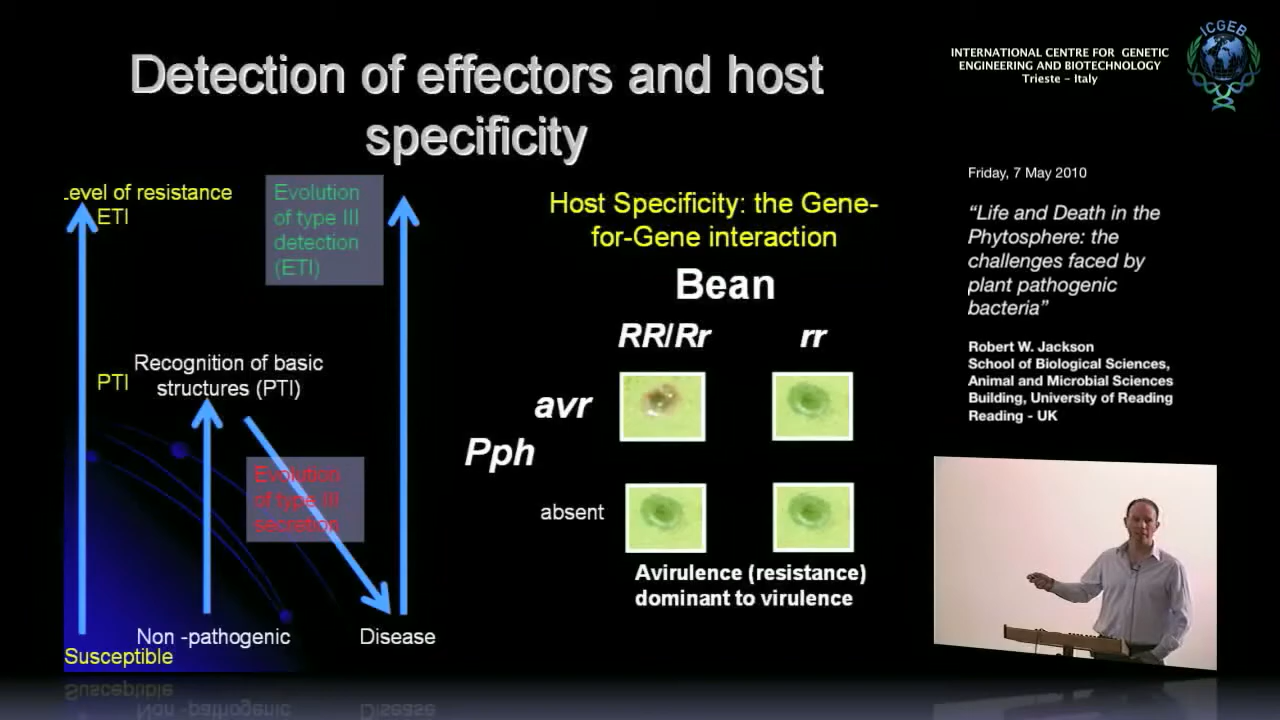 Detection of effectors and host
specificity
Level of resistance
ETI
Evolution
of type III
detection
(ETI)
PTI
Recognition of basic
structures (PTI)
Evolution
of type III
secretion
Non -pathogenic
Disease
Susceptible
Host Specificity: the Gene-
for-Gene interaction
Bean
RR/Rr
rr
avr
Pph
absent
Avirulence (resistance)
dominant to virulence
INTERNATIONAL CENTRE FOR GENETIC
ENGINEERING AND BIOTECHNOLOGY
Trieste - Italy
ICGEB
Friday, 7 May 2010
“Life and Death in the
Phytosphere: the
challenges faced by
plant pathogenic
bacteria”
Robert W. Jackson
School of Biological Sciences,
Animal and Microbial Sciences
Building, University of Reading
Reading - UK